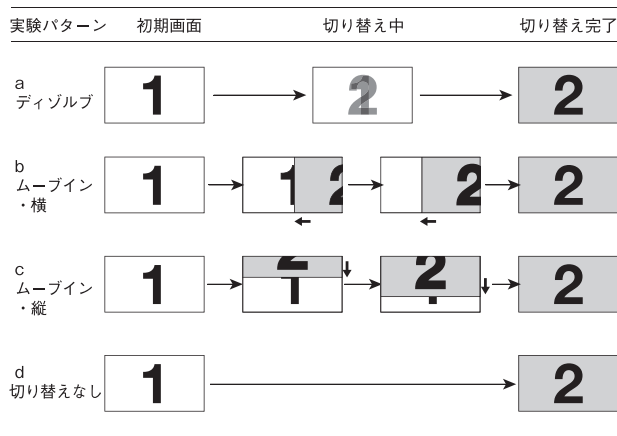 実験パターン 初期画面 切り替え中 切り替え完了
a
ディゾルブ
1 2 1 2
b
ムーブイン
・横
1 1 2 2 2
c
ムーブイン
・縦
1 2 1 2 2
d
切り替えなし
1 2